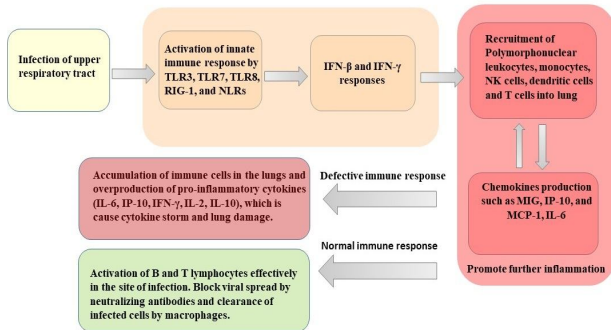 Infection of upper
respiratory tract
Activation of innate
immune response by
TLR3, TLR7, TLR8,
RIG-1, and NLRs
IFN-β and IFN-γ
responses
Recruitment of
Polymorphonuclear
leukocytes, monocytes,
NK cells, dendritic cells
and T cells into lung
Chemokines production
such as MIG, IP-10, and
MCP-1, IL-6
Promote further inflammation
Defective immune response
Accumulation of immune cells in the lungs and
overproduction of pro-inflammatory cytokines
(IL-6, IP-10, IFN-γ, IL-2, IL-10), which is
cause cytokine storm and lung damage.
Normal immune response
Activation of B and T lymphocytes effectively
in the site of infection. Block viral spread by
neutralizing antibodies and clearance of
infected cells by macrophages.